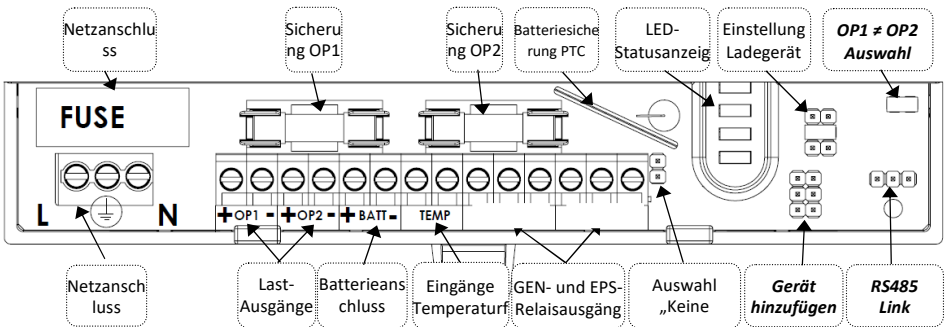 Netzanschlu
ss
Sicheru
ng OP1
Sicheru
ng OP2
Batteriesiche
rung PTC
LED-
Statusanzeig
Einstellung
Ladegerät
OP1 ≠ OP2
Auswahl
FUSE
L
N
+OP1 -
+OP2 -
+ BATT-
TEMP
Netzansch
luss
Last-
Ausgänge
Batterieans
chluss
Eingänge
Temperaturf
GEN- und EPS-
Relaisausgäng
Auswahl
„Keine
Gerät
hinzufügen
RS485
Link